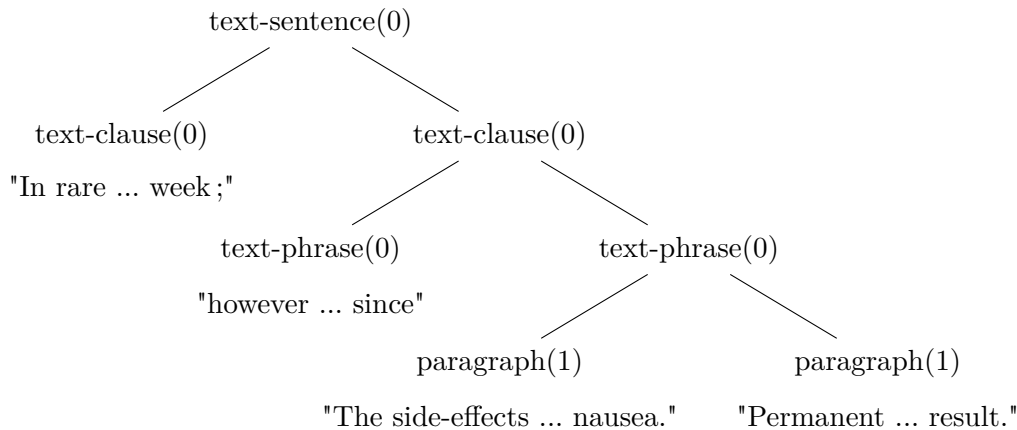 text-sentence(0)
text-clause(0) text-clause(0)
"In rare ... week;"
text-phrase(0) text-phrase(0)
"however ... since"
paragraph(1) paragraph(1)
"The side-effects ... nausea." "Permanent ... result."